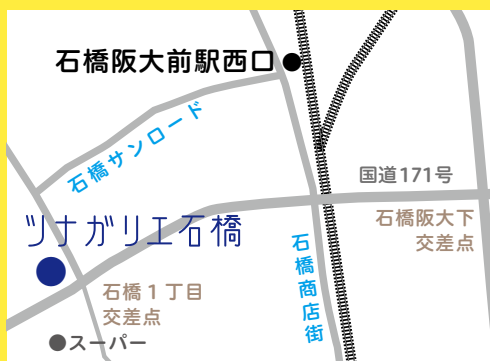 石橋阪大前駅西口
石橋サンロード
国道171号
ツナガリエ石橋
石橋阪大下
交差点
石橋商店街
石橋1丁目
交差点
スーパー